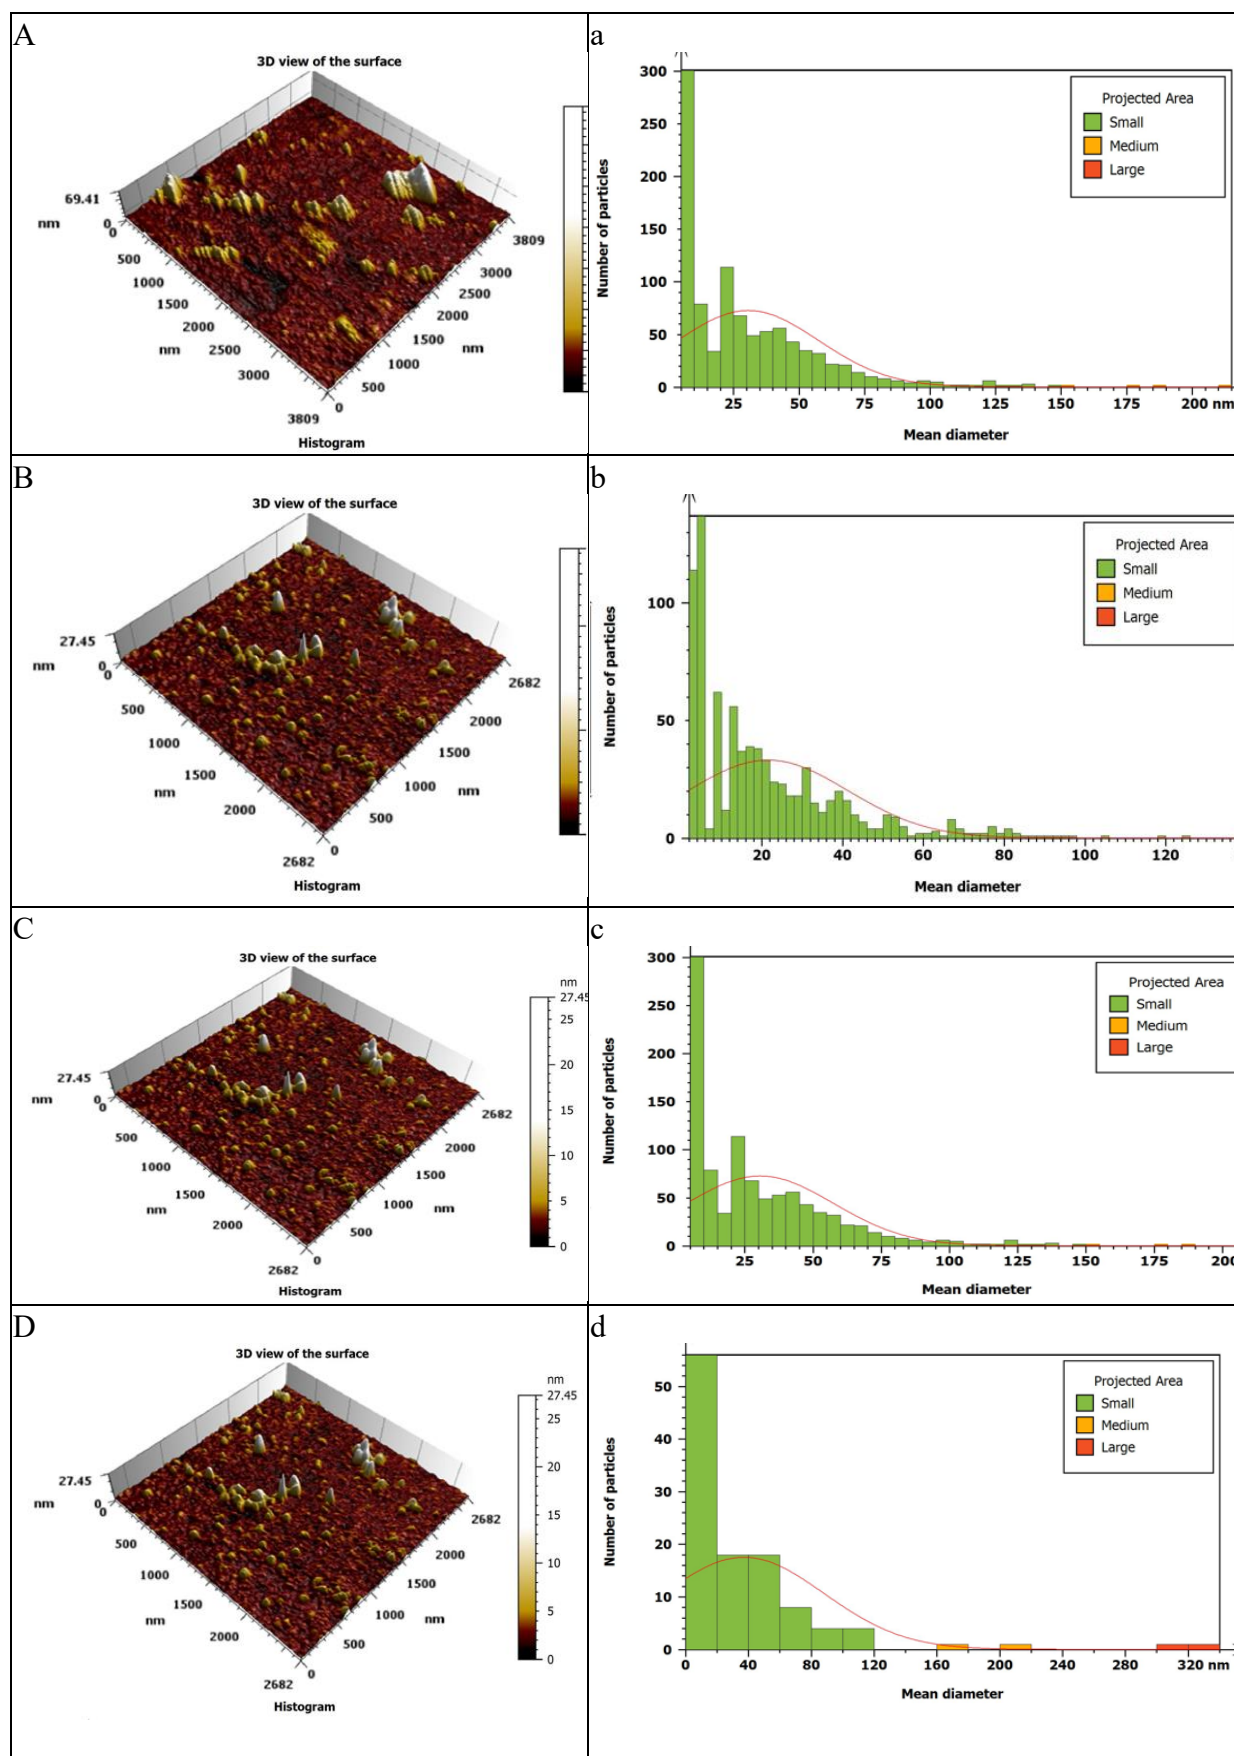 A
3D view of the surface
69.41
nm
0
0
500
1000
1500
2000
nm
2500
3000
3809
0
500
1000
1500
nm
2000
2500
3000
3809
Histogram
a
300
250
200
150
100
50
0
Number of particles
Projected Area
Small
Medium
Large
25 50 75 100 125 150 175 200 nm
Mean diameter
B
3D view of the surface
27.45
nm
0
0
500
1000
1500
nm
2000
2682
0
500
1000
nm
1500
2000
2682
Histogram
b
100
50
0
Number of particles
Projected Area
Small
Medium
Large
20 40 60 80 100 120
Mean diameter
C
3D view of the surface
27.45
nm
0
0
500
1000
1500
nm
2000
2682
0
500
1000
nm
1500
2000
2682
nm
27.45
25
20
15
10
5
0
Histogram
c
300
250
200
150
100
50
0
Number of particles
Projected Area
Small
Medium
Large
25 50 75 100 125 150 175 200
Mean diameter
D
3D view of the surface
27.45
nm
0
0
500
1000
1500
nm
2000
2682
0
500
1000
nm
1500
2000
2682
nm
27.45
25
20
15
10
5
0
Histogram
d
50
40
30
20
10
0
Number of particles
Projected Area
Small
Medium
Large
0 40 80 120 160 200 240 280 320 nm
Mean diameter